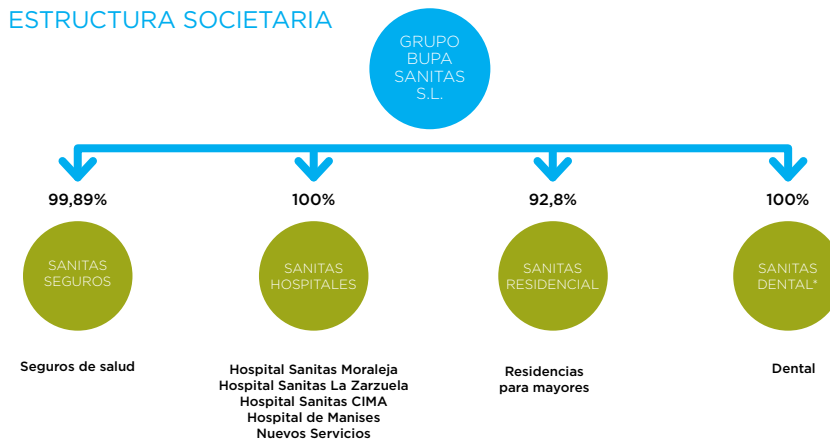 ESTRUCTURA SOCIETARIA
GRUPO
BUPA
SANITAS
S.L.
99,89%
100%
92,8%
100%
SANITAS
SEGUROS
SANITAS
HOSPITALES
SANITAS
RESIDENCIAL
SANITAS
DENTAL*
Seguros de salud
Hospital Sanitas Moraleja
Hospital Sanitas La Zarzuela
Hospital Sanitas CIMA
Hospital de Manises
Nuevos Servicios
Residencias
para mayores
Dental